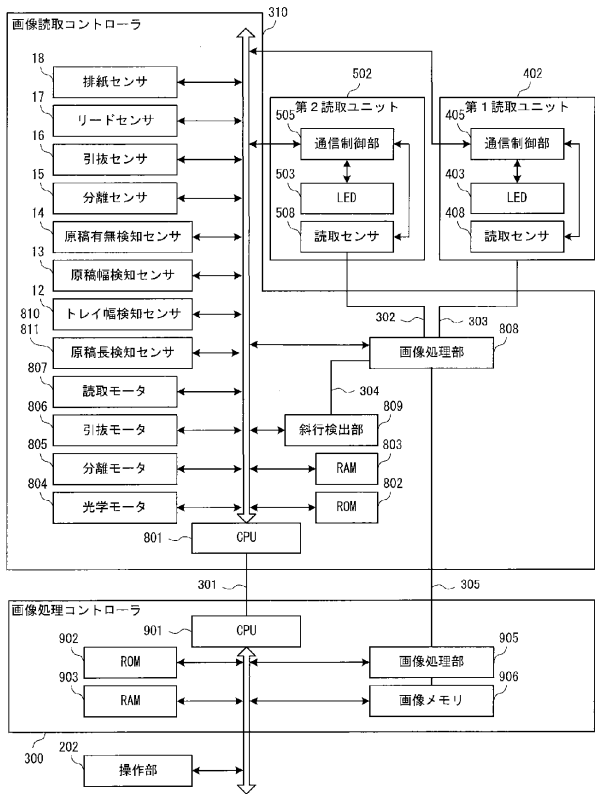 画像読取コントローラ
310
18
排紙センサ
17
リードセンサ
16
引抜センサ
15
分離センサ
14
原稿有無検知センサ
13
原稿幅検知センサ
12
810
トレイ幅検知センサ
811
原稿長検知センサ
807
読取モータ
806
引抜モータ
805
分離モータ
804
光学モータ
801
CPU
502
第2読取ユニット
505
通信制御部
503
LED
508
読取センサ
402
第1読取ユニット
405
通信制御部
403
LED
408
読取センサ
302
303
画像処理部
808
304
斜行検出部
809
RAM
803
ROM
802
301
305
画像処理コントローラ
901
CPU
902
ROM
903
RAM
905
画像処理部
906
画像メモリ
300
202
操作部